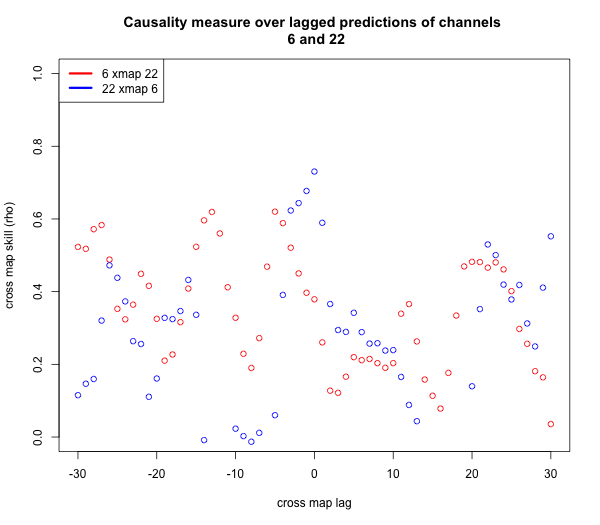 Causality measure over lagged predictions of channels
6 and 22
6 xmap 22
22 xmap 6
cross map skill (rho)
1.0
0.8
0.6
0.4
0.2
0.0
-30 -20 -10 0 10 20 30
cross map lag